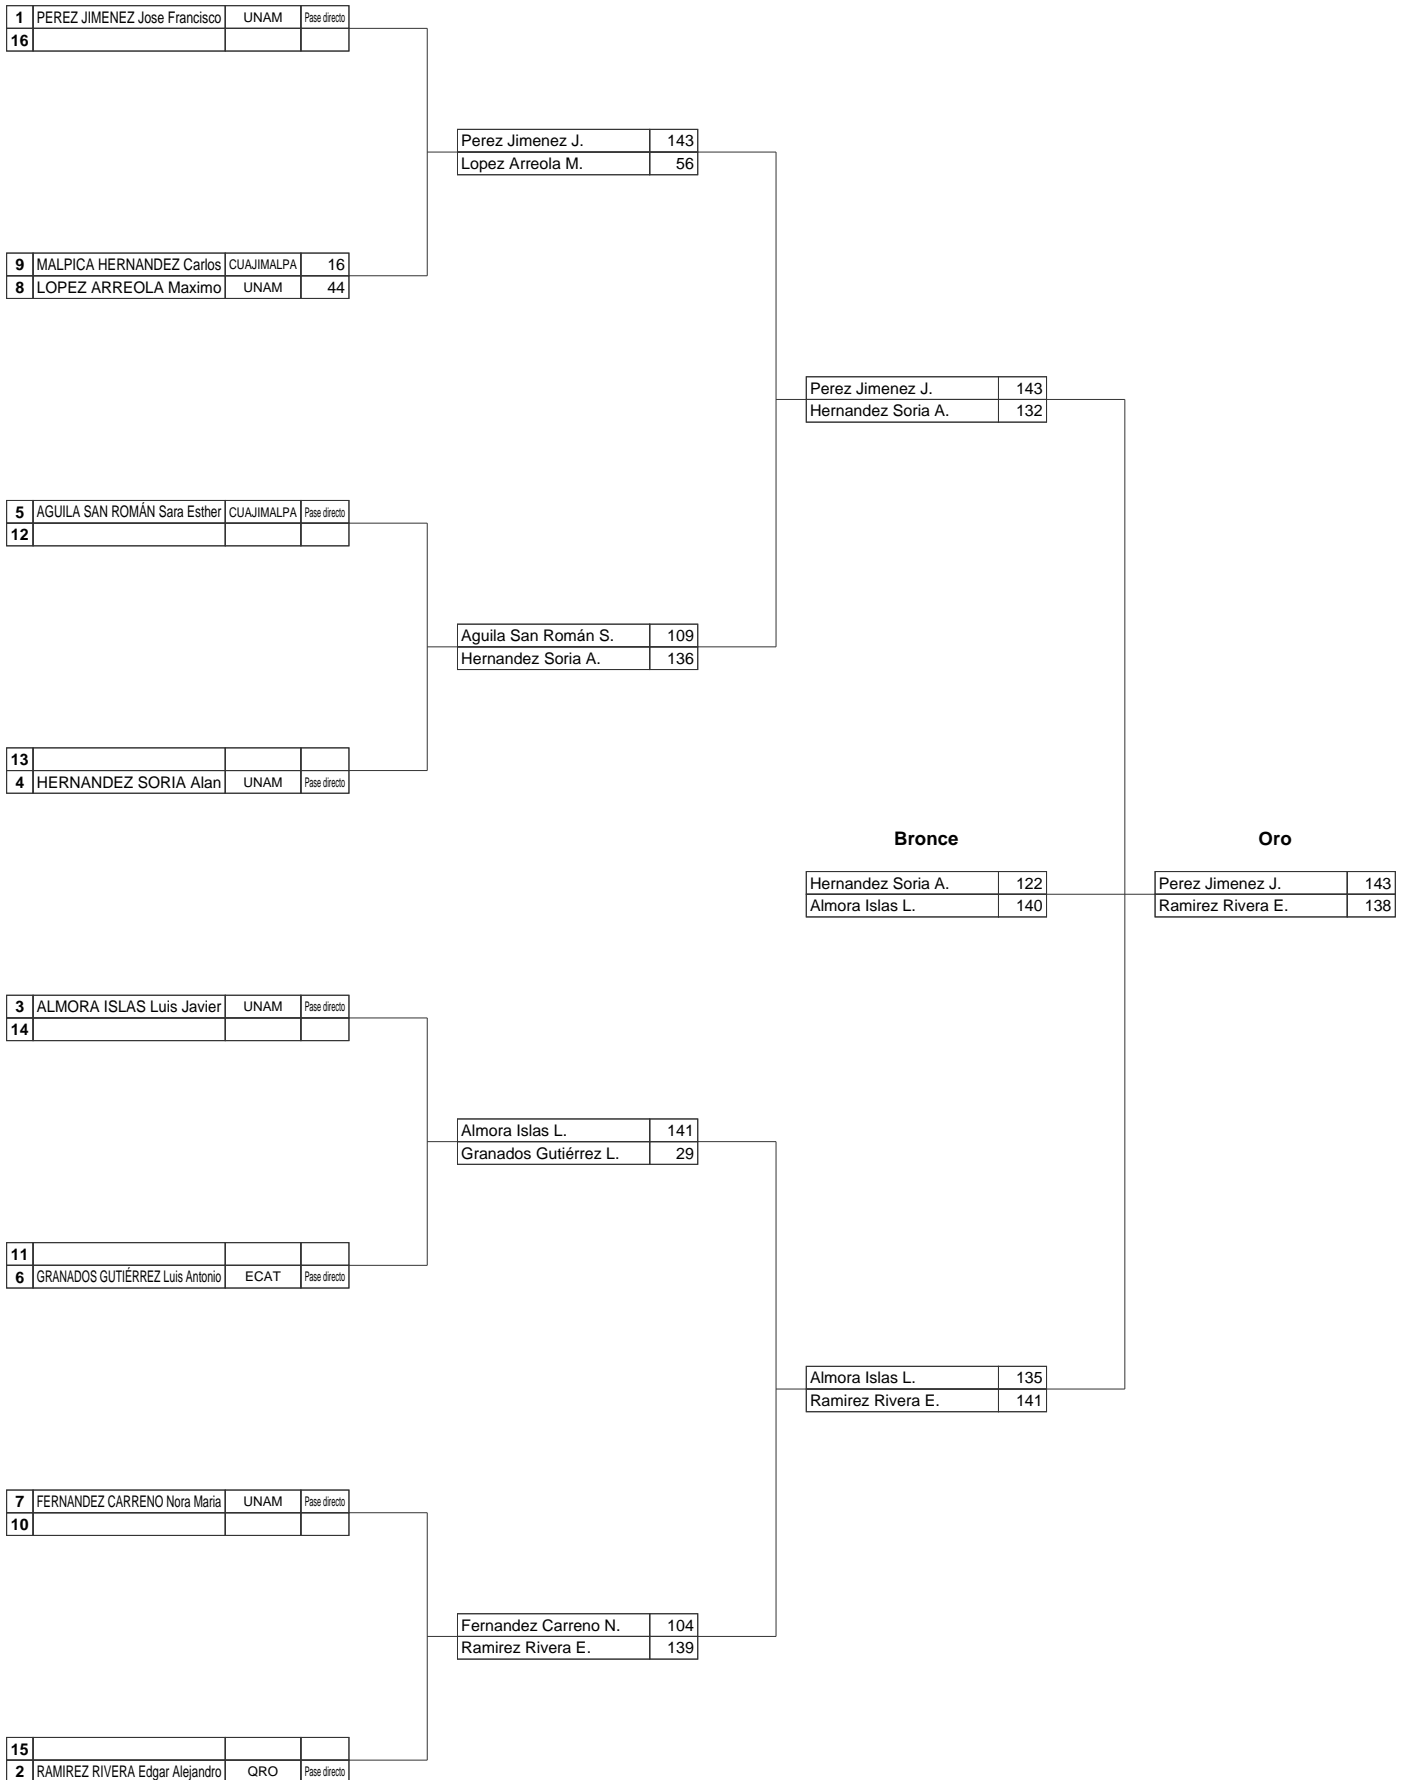 1 PEREZ JIMENEZ Jose Francisco UNAM Pase directo
16
Perez Jimenez J. 143
Lopez Arreola M. 56
9 MALPICA HERNANDEZ Carlos CUAJIMALPA 16
8 LOPEZ ARREOLA Maximo UNAM 44
Perez Jimenez J. 143
Hernandez Soria A. 132
5 AGUILA SAN ROMÁN Sara Esther CUAJIMALPA Pase directo
12
Aguila San Román S. 109
Hernandez Soria A. 136
13
4 HERNANDEZ SORIA Alan UNAM Pase directo
Bronce Oro
Hernandez Soria A. 122 Perez Jimenez J. 143
Almora Islas L. 140 Ramirez Rivera E. 138
3 ALMORA ISLAS Luis Javier UNAM Pase directo
14
Almora Islas L. 141
Granados Gutiérrez L. 29
11
6 GRANADOS GUTIÉRREZ Luis Antonio ECAT Pase directo
Almora Islas L. 135
Ramirez Rivera E. 141
7 FERNANDEZ CARRENO Nora Maria UNAM Pase directo
10
Fernandez Carreno N. 104
Ramirez Rivera E. 139
15
2 RAMIREZ RIVERA Edgar Alejandro QRO Pase directo